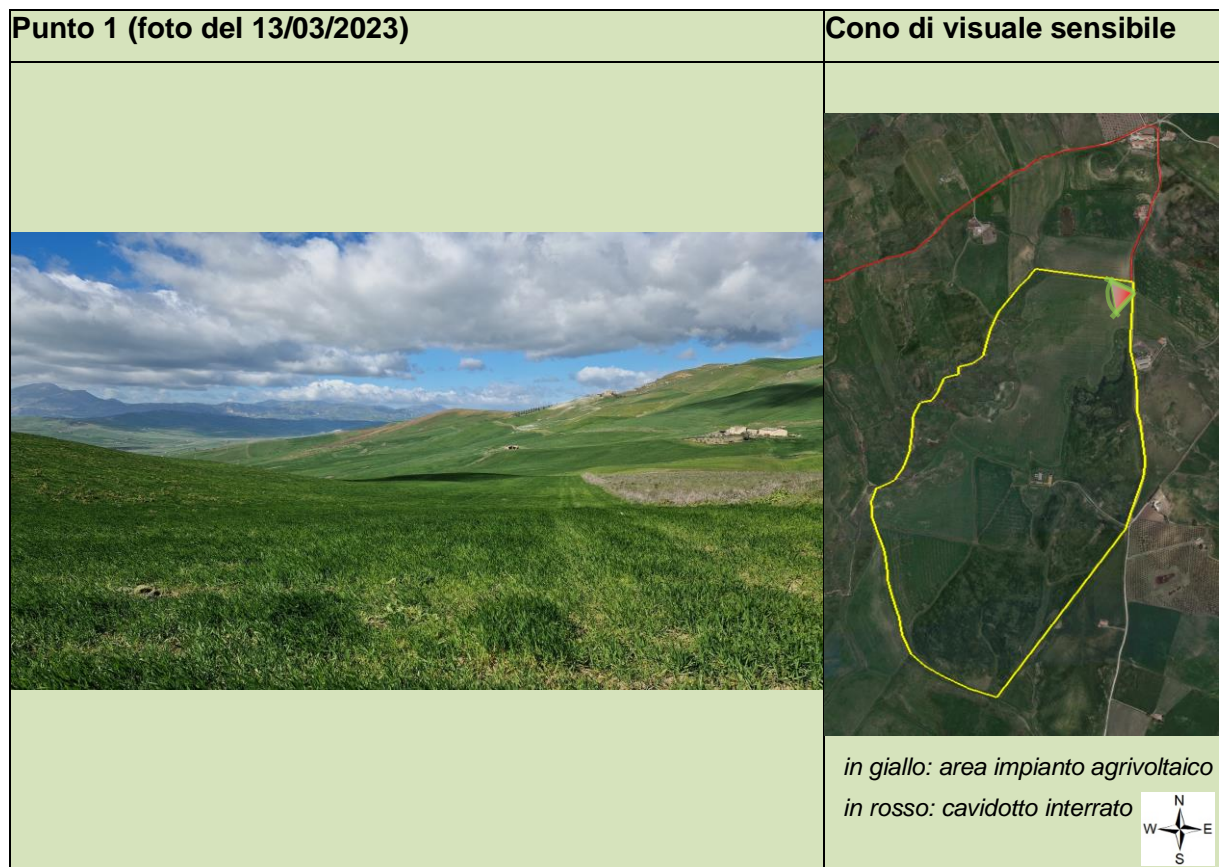 Punto 1 (foto del 13/03/2023)
Cono di visuale sensibile
in giallo: area impianto agrivoltaico
in rosso: cavidotto interrato
N
W E
S